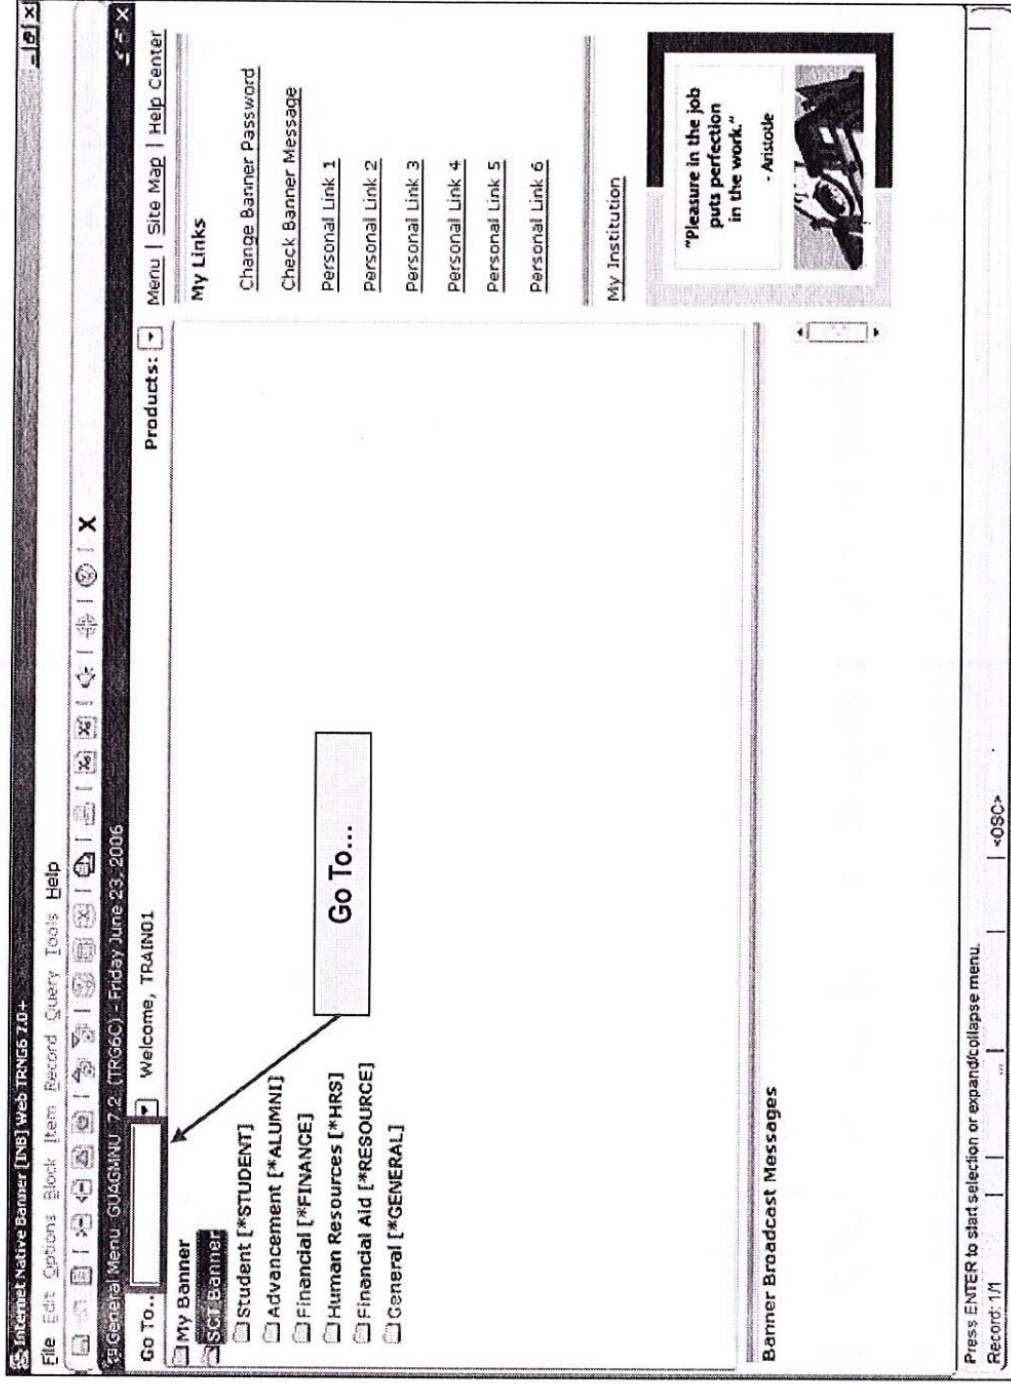 Internet Native Banner [INB] Web TRNG6 7.0+
File Edit Options Block Item Record Query Tools Help
General Menu GUAGMNU 7.2 (TRG6C) - Friday June 23, 2006
Go To... Welcome, TRAIN01 Products: Menu | Site Map | Help Center
My Banner
SCT Banner
Student [*STUDENT]
Advancement [*ALUMNI]
Financial [*FINANCE]
Human Resources [*HRS]
Financial Aid [*RESOURCE]
General [*GENERAL]
Go To...
My Links
Change Banner Password
Check Banner Message
Personal Link 1
Personal Link 2
Personal Link 3
Personal Link 4
Personal Link 5
Personal Link 6
My Institution
"Pleasure in the job
puts perfection
in the work."
- Aristotle
Banner Broadcast Messages
Press ENTER to start selection or expand/collapse menu.
Record: 1/1 ... <OSC>